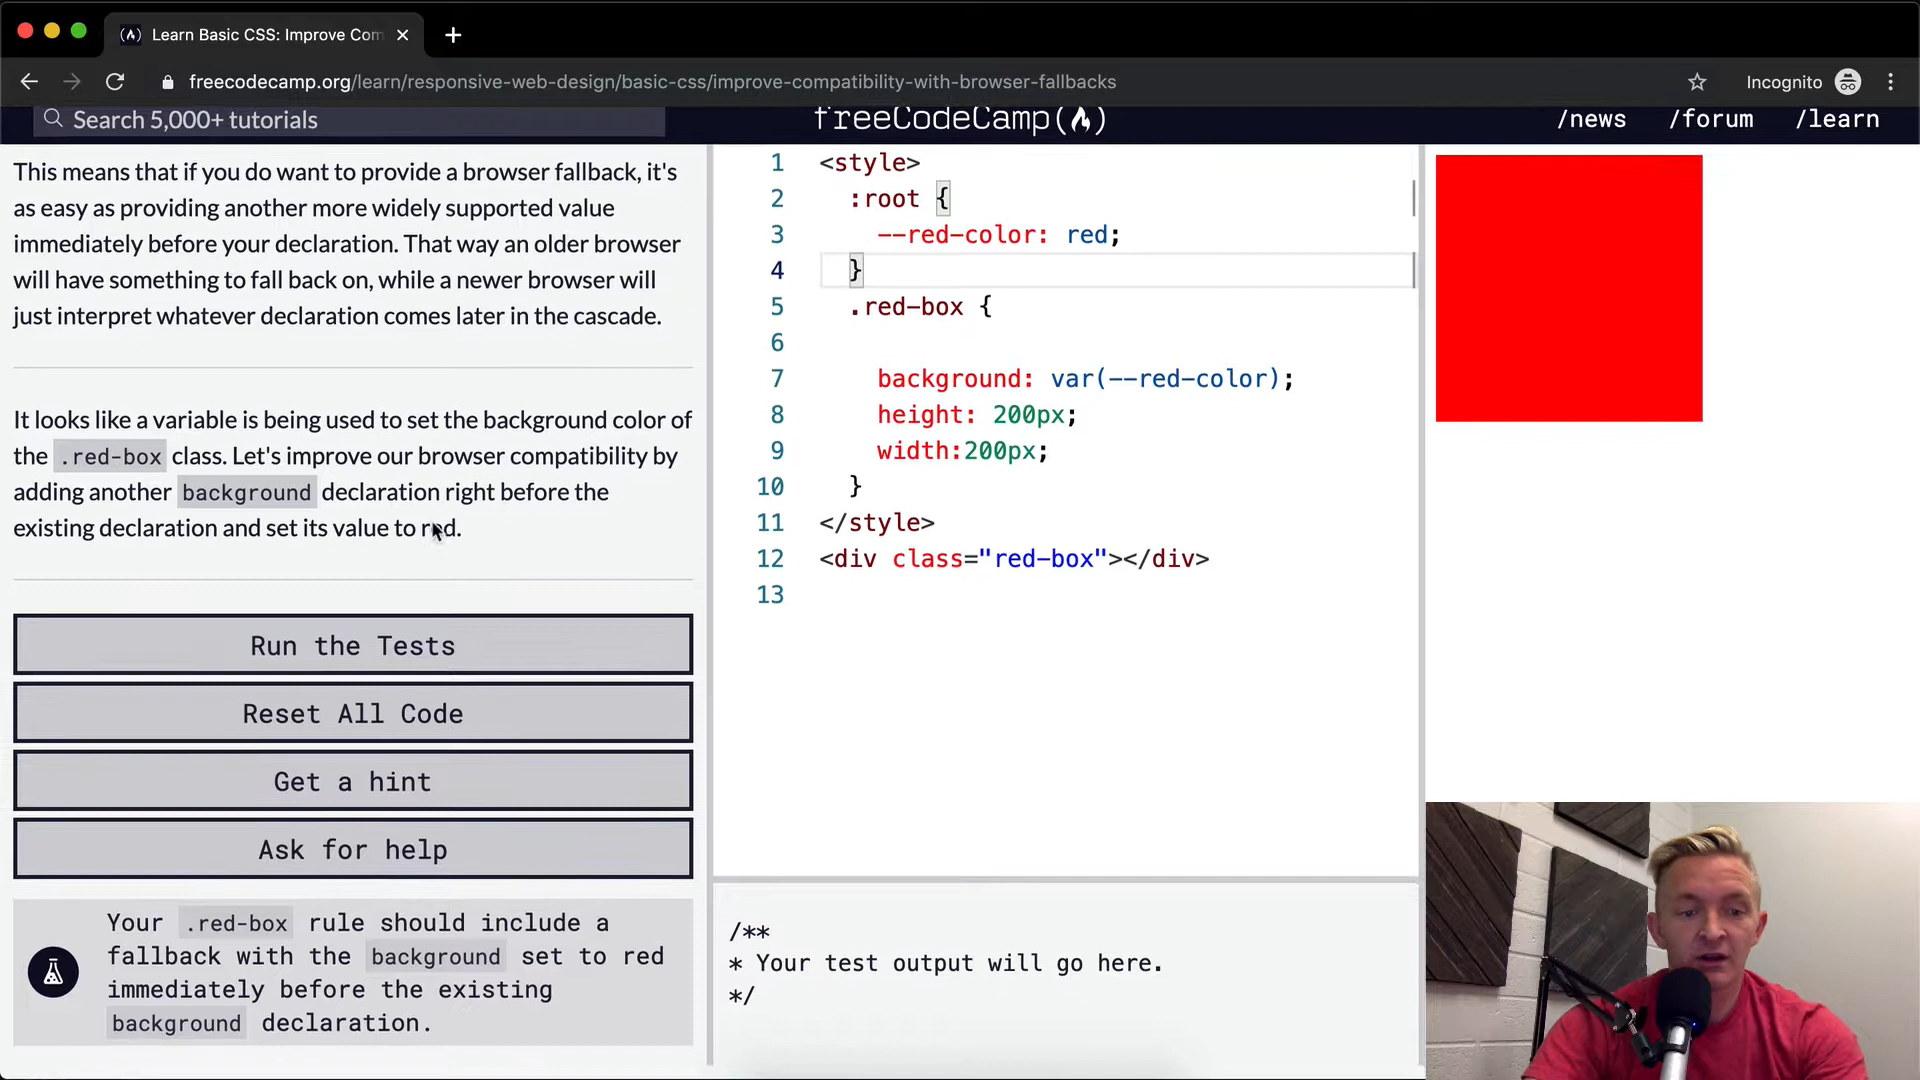 Learn Basic CSS: Improve Com
freecodecamp.org/learn/responsive-web-design/basic-css/improve-compatibility-with-browser-fallbacks
Incognito
Search 5,000+ tutorials
freeCodeCamp
/news /forum /learn
This means that if you do want to provide a browser fallback, it's
as easy as providing another more widely supported value
immediately before your declaration. That way an older browser
will have something to fall back on, while a newer browser will
just interpret whatever declaration comes later in the cascade.
It looks like a variable is being used to set the background color of
the .red-box class. Let's improve our browser compatibility by
adding another background declaration right before the
existing declaration and set its value to red.
Run the Tests
Reset All Code
Get a hint
Ask for help
Your .red-box rule should include a
fallback with the background set to red
immediately before the existing
background declaration.
1 <style>
2 :root {
3 --red-color: red;
4 }
5 .red-box {
6
7 background: var(--red-color);
8 height: 200px;
9 width:200px;
10 }
11 </style>
12 <div class="red-box"></div>
13
/**
* Your test output will go here.
*/